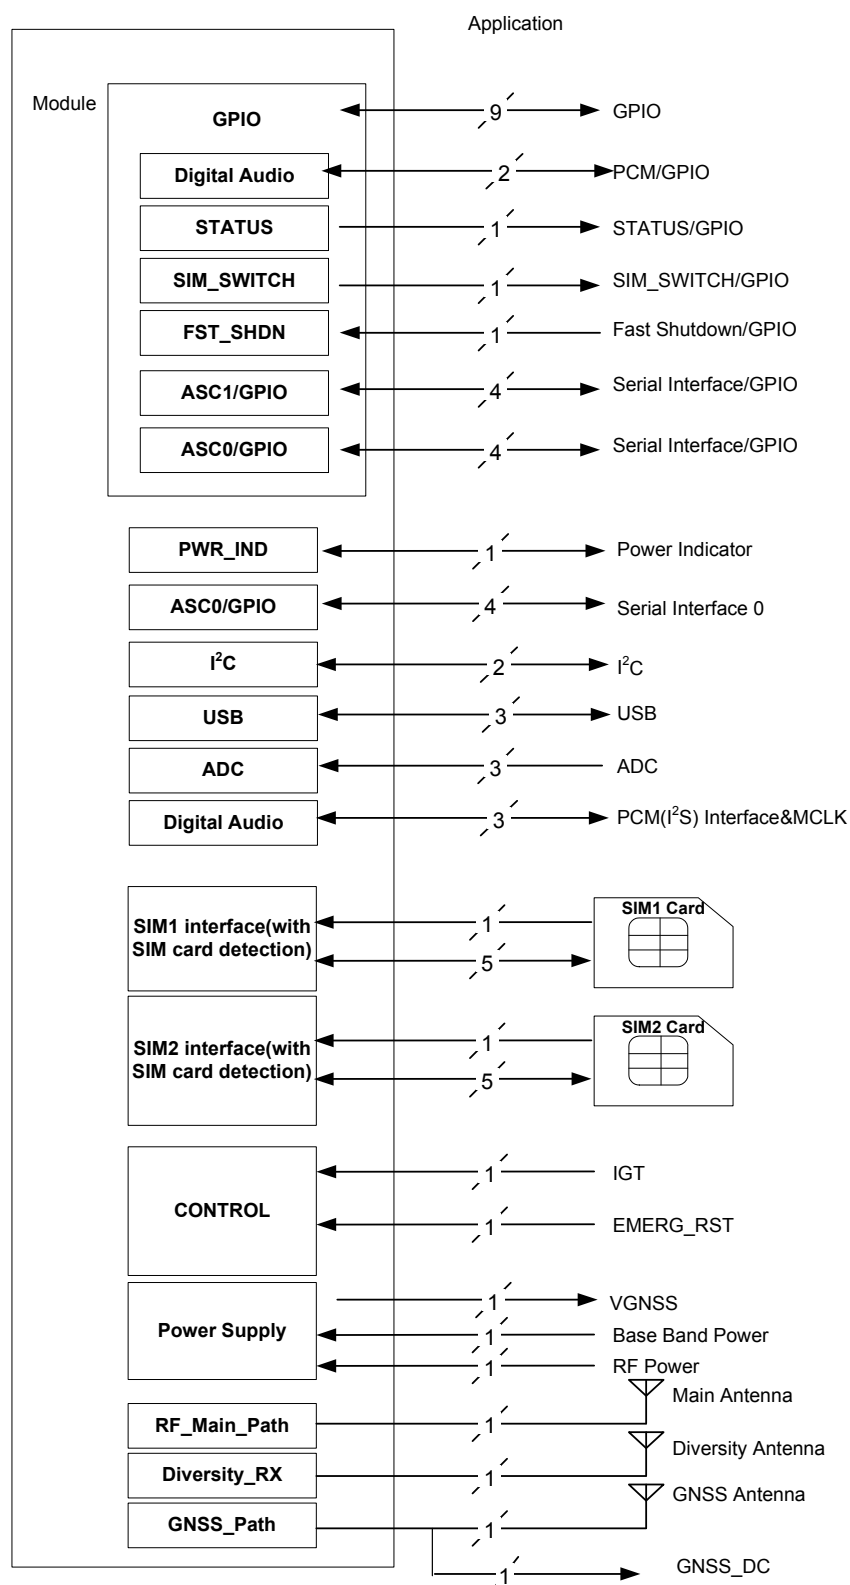 Application
Module
GPIO
9
GPIO
Digital Audio
2
PCM/GPIO
STATUS
1
STATUS/GPIO
SIM_SWITCH
1
SIM_SWITCH/GPIO
FST_SHDN
1
Fast Shutdown/GPIO
ASC1/GPIO
4
Serial Interface/GPIO
ASC0/GPIO
4
Serial Interface/GPIO
PWR_IND
1
Power Indicator
ASC0/GPIO
4
Serial Interface 0
I²C
2
I²C
USB
3
USB
ADC
3
ADC
Digital Audio
3
PCM(I²S) Interface&MCLK
SIM1 interface(with
SIM card detection)
1
5
SIM1 Card
SIM2 interface(with
SIM card detection)
1
5
SIM2 Card
CONTROL
1
IGT
1
EMERG_RST
Power Supply
1
VGNSS
1
Base Band Power
1
RF Power
RF_Main_Path
1
Main Antenna
Diversity_RX
1
Diversity Antenna
GNSS_Path
1
GNSS Antenna
1
GNSS_DC